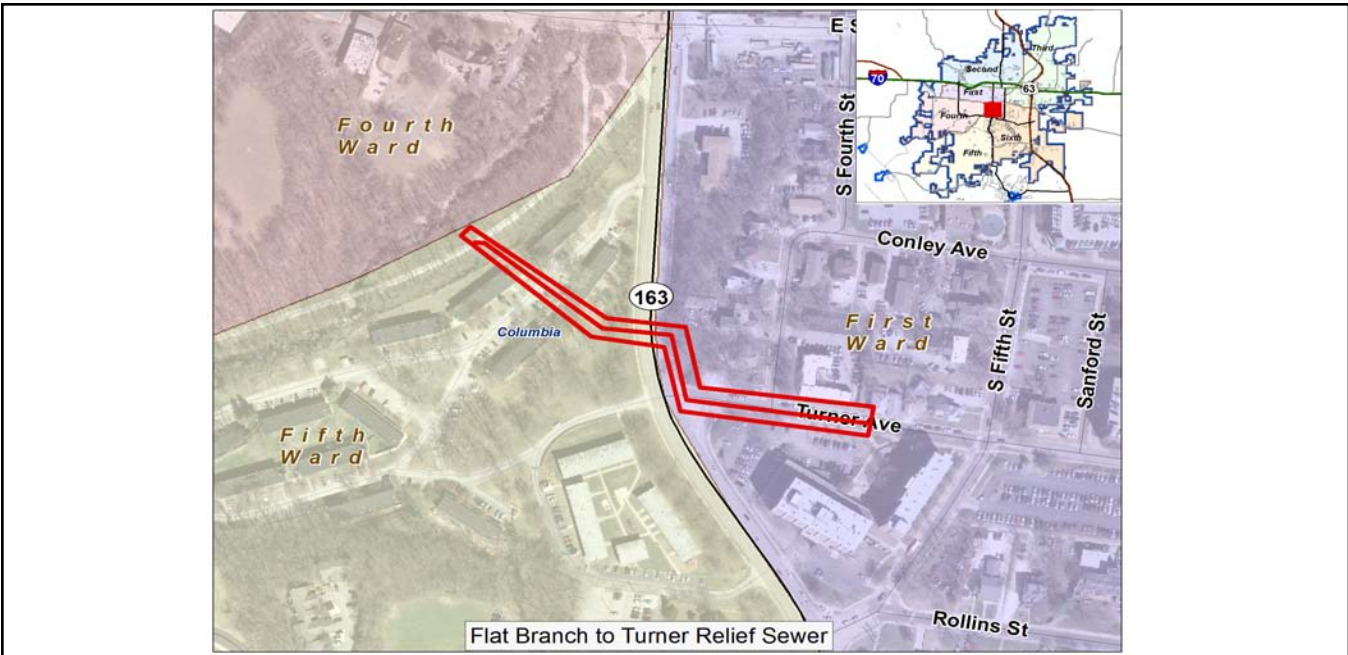 E S
S Fourth St
Third
Second
70
63
First
Fourth
Sixth
Fifth
Fourth
Ward
Conley Ave
163
Columbia
First
Ward
S Fifth St
Sanford St
Turner Ave
Fifth
Ward
Rollins St
Flat Branch to Turner Relief Sewer